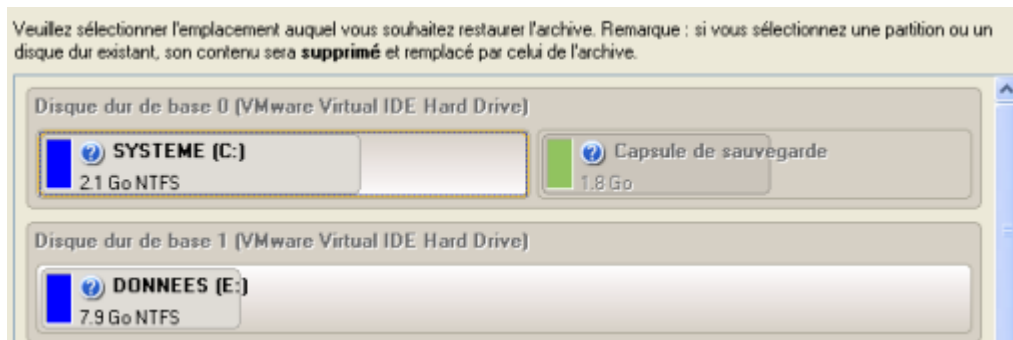 Veuillez sélectionner l'emplacement auquel vous souhaitez restaurer l'archive. Remarque : si vous sélectionnez une partition ou un
disque dur existant, son contenu sera supprimé et remplacé par celui de l'archive.
Disque dur de base 0 (VMware Virtual IDE Hard Drive)
SYSTEME (C:)
2.1 Go NTFS
Capsule de sauvegarde
1.8 Go
Disque dur de base 1 (VMware Virtual IDE Hard Drive)
DONNEES (E:)
7.9 Go NTFS